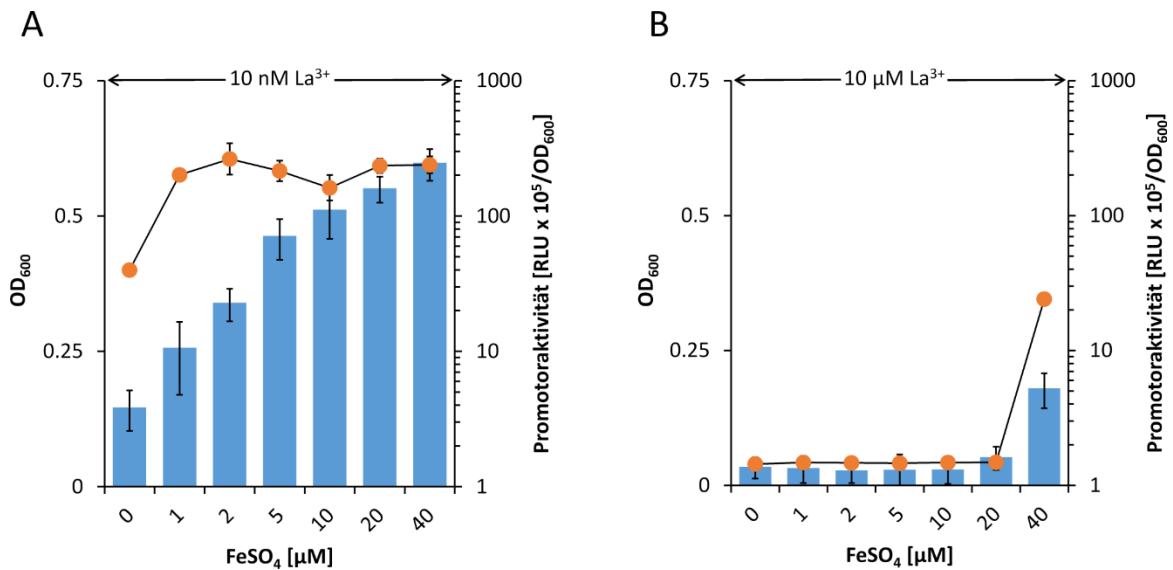 A
10 nM La³⁺
0.75
0.5
0.25
0
OD₆₀₀
1000
100
10
1
Promotoraktivität [RLU x 10⁵/OD₆₀₀]
0 1 2 5 10 20 40
FeSO₄ [µM]
B
10 µM La³⁺
0.75
0.5
0.25
0
OD₆₀₀
1000
100
10
1
Promotoraktivität [RLU x 10⁵/OD₆₀₀]
0 1 2 5 10 20 40
FeSO₄ [µM]